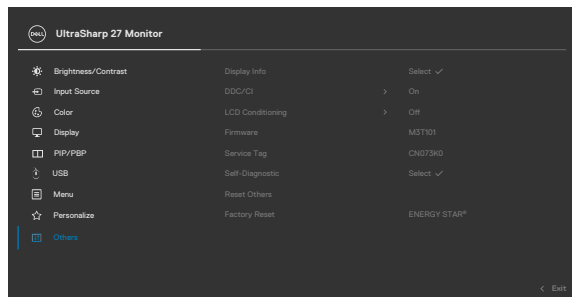 DELL UltraSharp 27 Monitor
Brightness/Contrast Display Info Select ✓
Input Source DDC/CI > On
Color LCD Conditioning > Off
Display Firmware M3T101
PIP/PBP Service Tag CN073K0
USB Self-Diagnostic Select ✓
Menu Reset Others
Personalize Factory Reset ENERGY STAR®
Others
< Exit